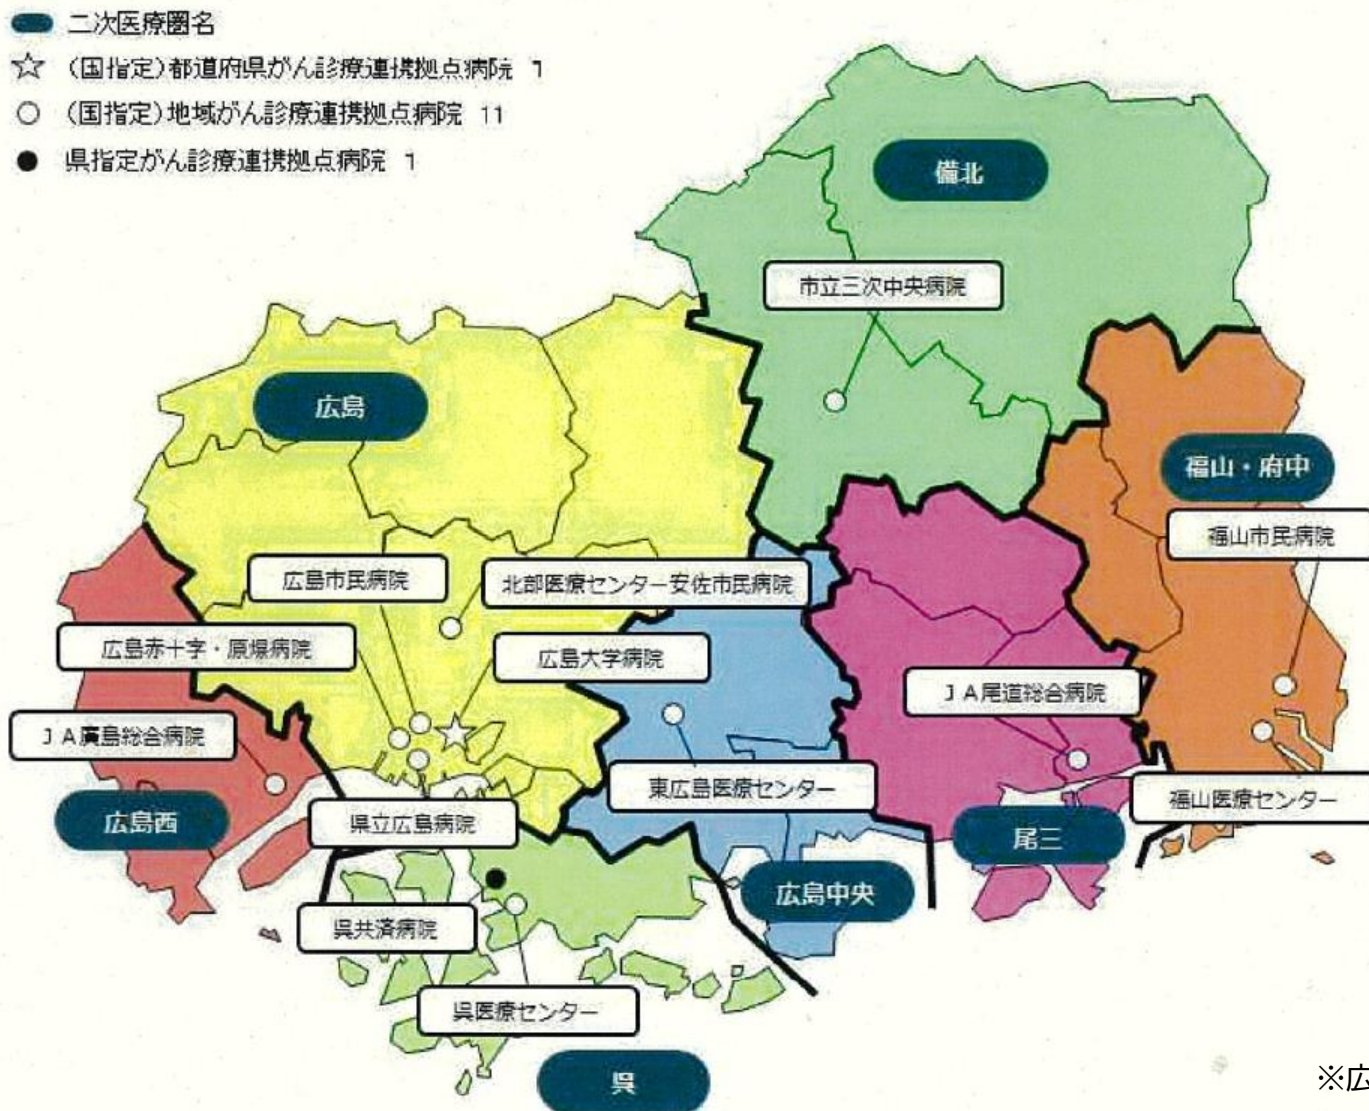 二次医療圏名
（国指定）都道府県がん診療連携拠点病院 1
（国指定）地域がん診療連携拠点病院 11
県指定がん診療連携拠点病院 1
備北
市立三次中央病院
広島
福山・府中
福山市民病院
広島市民病院
北部医療センター安佐市民病院
広島赤十字・原爆病院
広島大学病院
ＪＡ尾道総合病院
ＪＡ廣島総合病院
東広島医療センター
福山医療センター
広島西
県立広島病院
尾三
広島中央
呉共済病院
呉医療センター
呉
※広